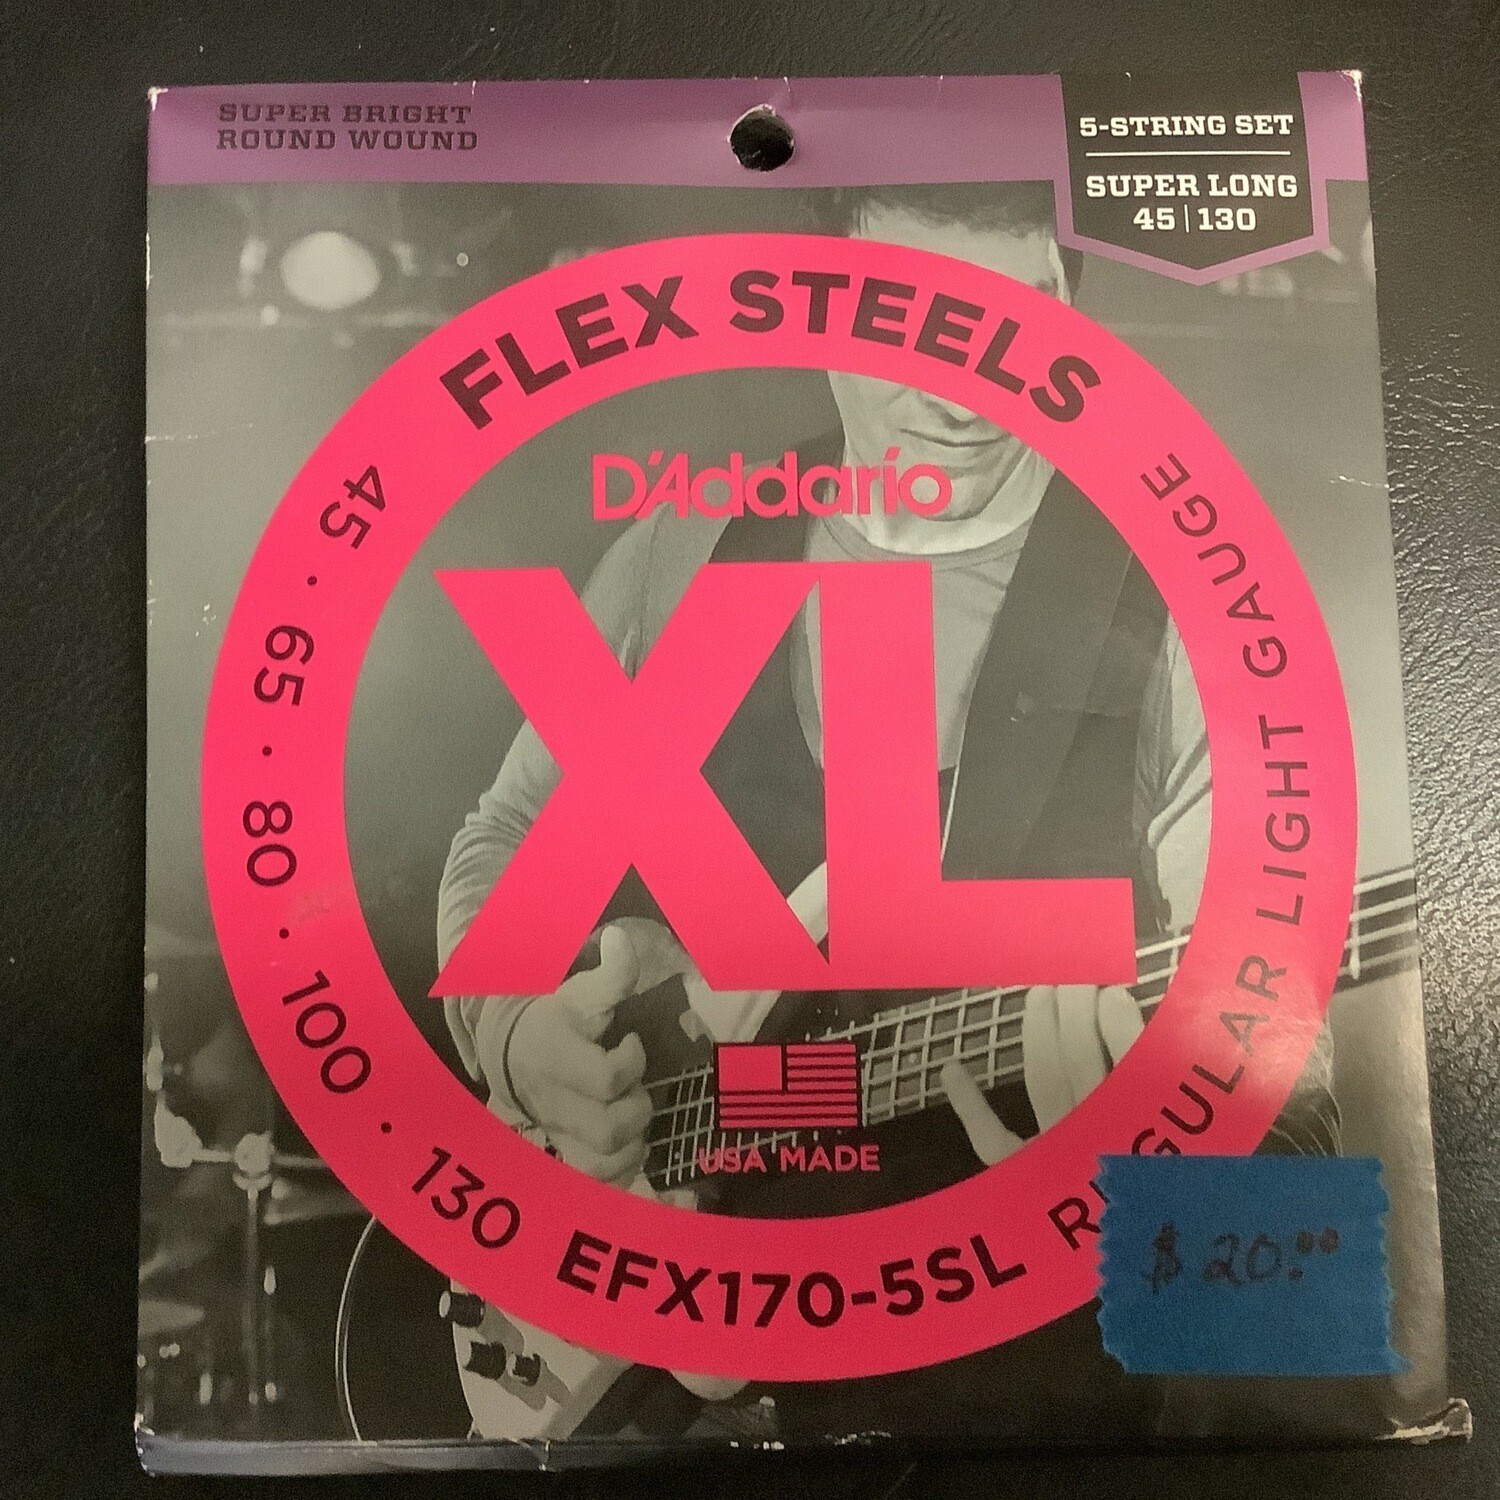 SUPER BRIGHT
ROUND WOUND
5-STRING SET
SUPER LONG
45 | 130
FLEX STEELS
D'Addario
XL
USA MADE
45 · 65 · 80 · 100 · 130
EFX170-5SL
GULAR LIGHT GAUGE
$20.00